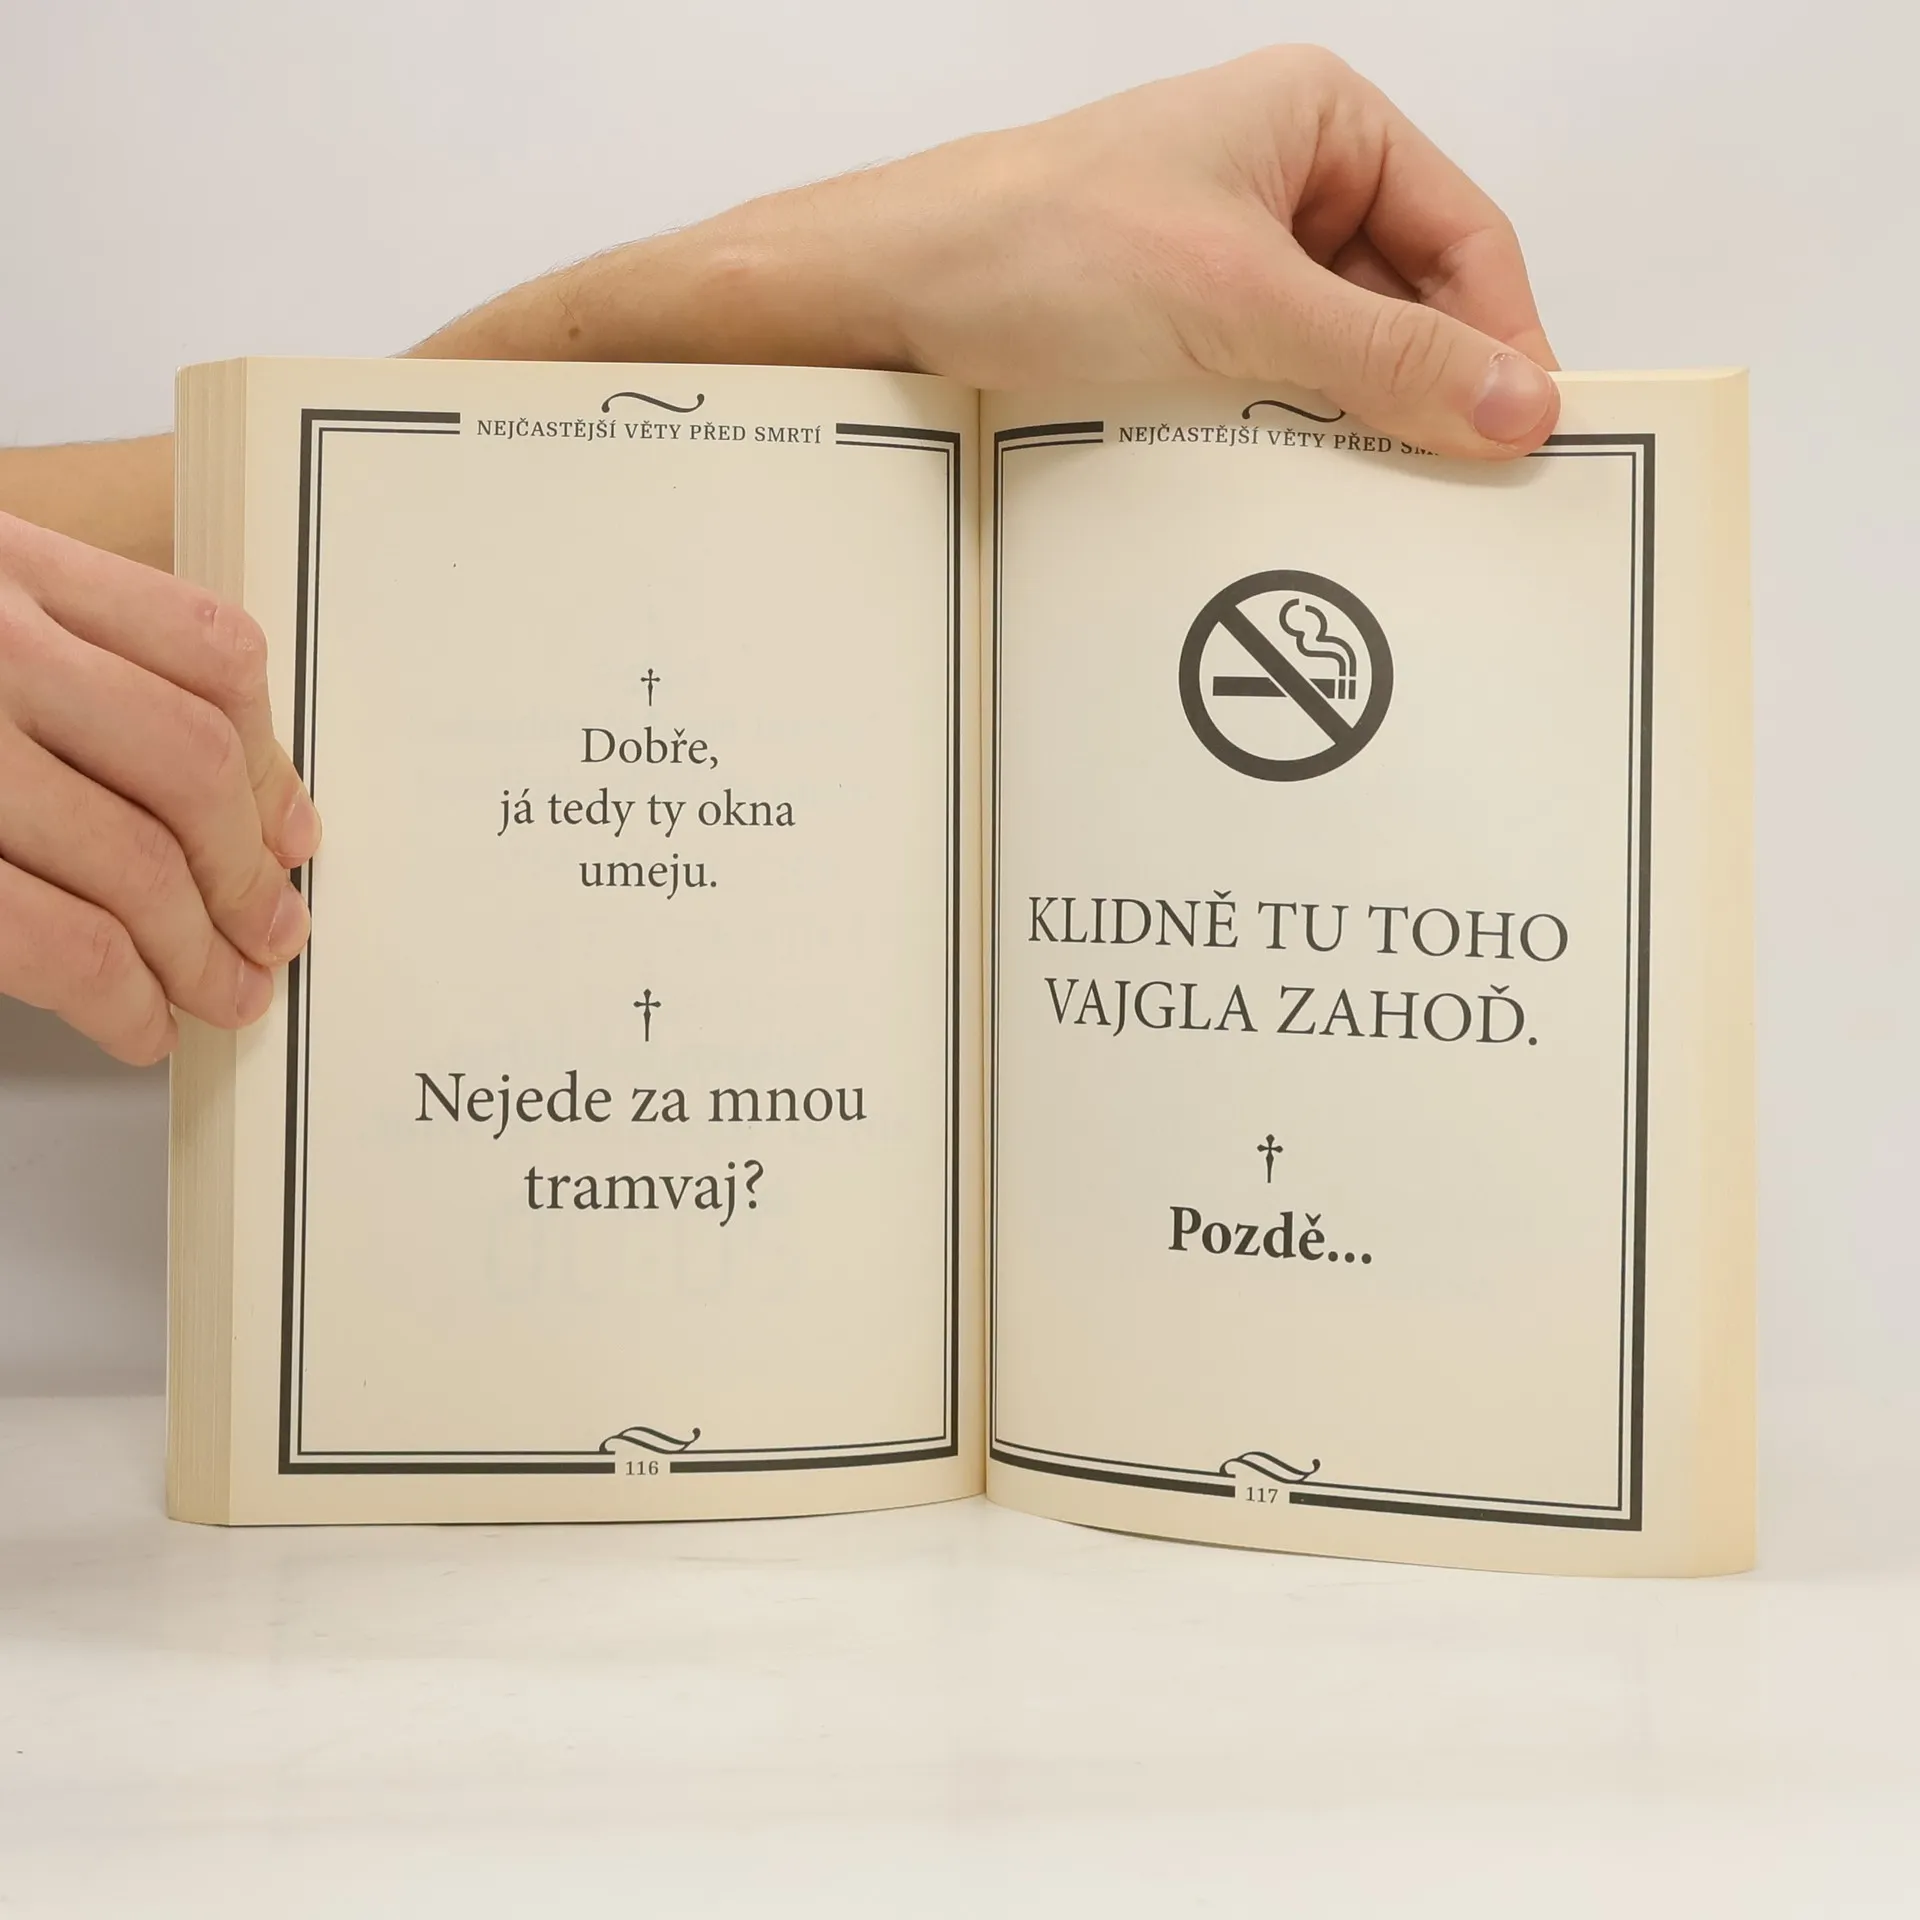 NEJČASTĚJŠÍ VĚTY PŘED SMRTÍ
†
Dobře,
já tedy ty okna
umeju.
†
Nejede za mnou
tramvaj?
116
NEJČASTĚJŠÍ VĚTY PŘED
KLIDNĚ TU TOHO
VAJGLA ZAHOĎ.
†
Pozdě...
117